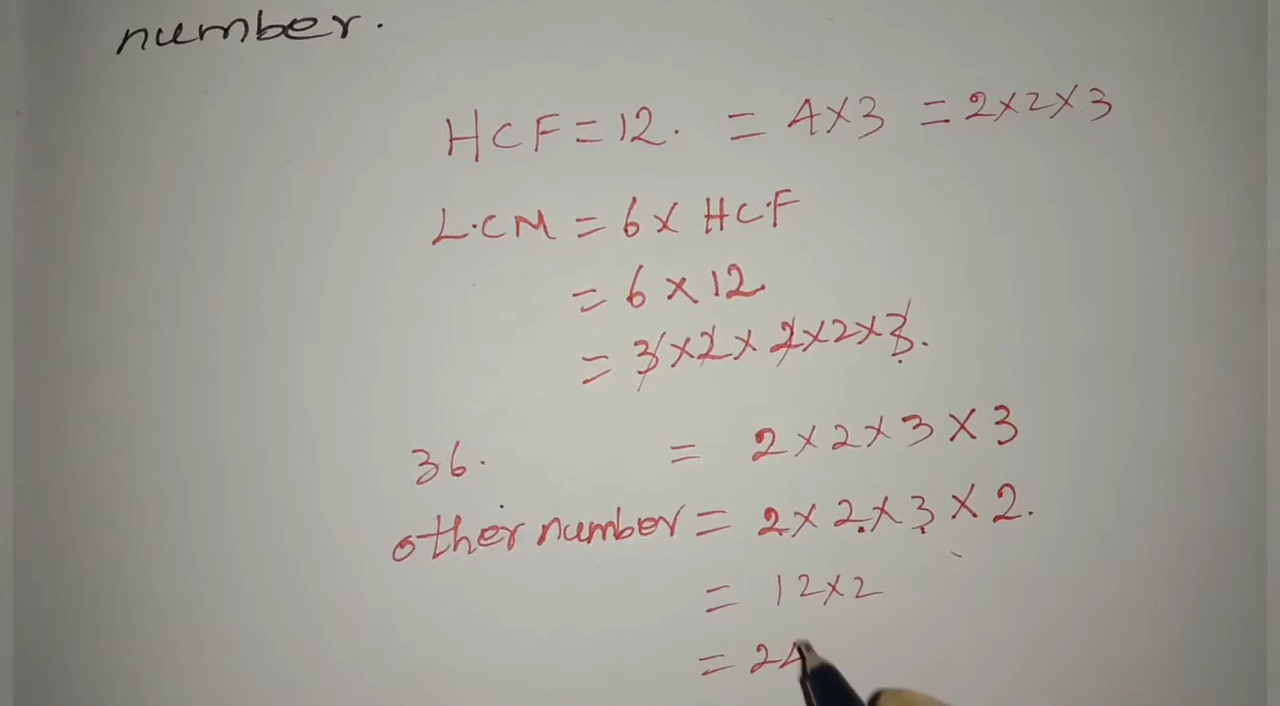 number.
HCF = 12. = 4×3 = 2×2×3
L.CM = 6× HCF
= 6×12
= 3×2×2×2×3.
36. = 2×2×3×3
other number = 2×2×3×2.
= 12×2
= 24